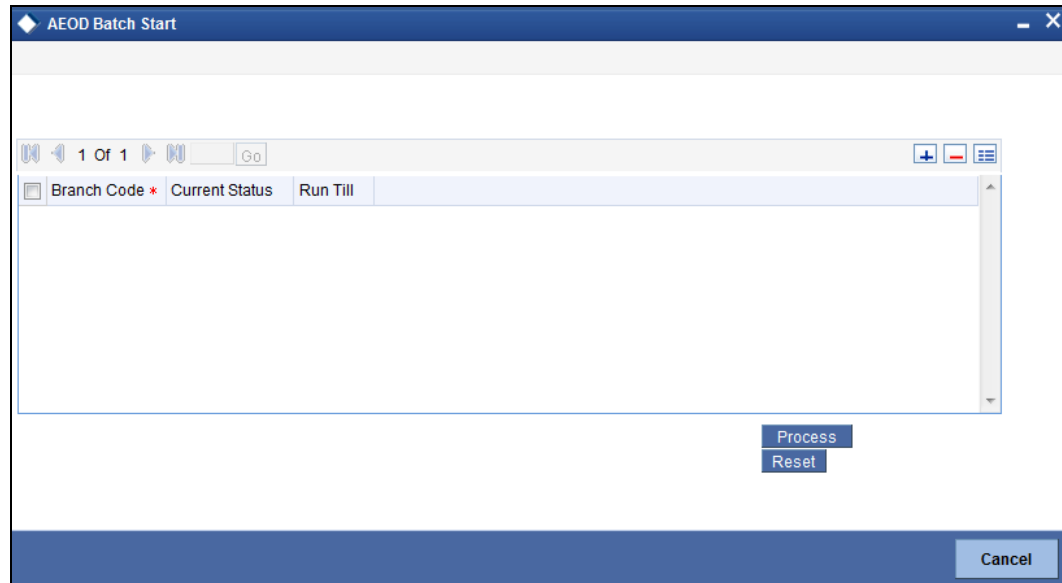 AEOD Batch Start
1 Of 1 Go
Branch Code * Current Status Run Till
Process
Reset
Cancel